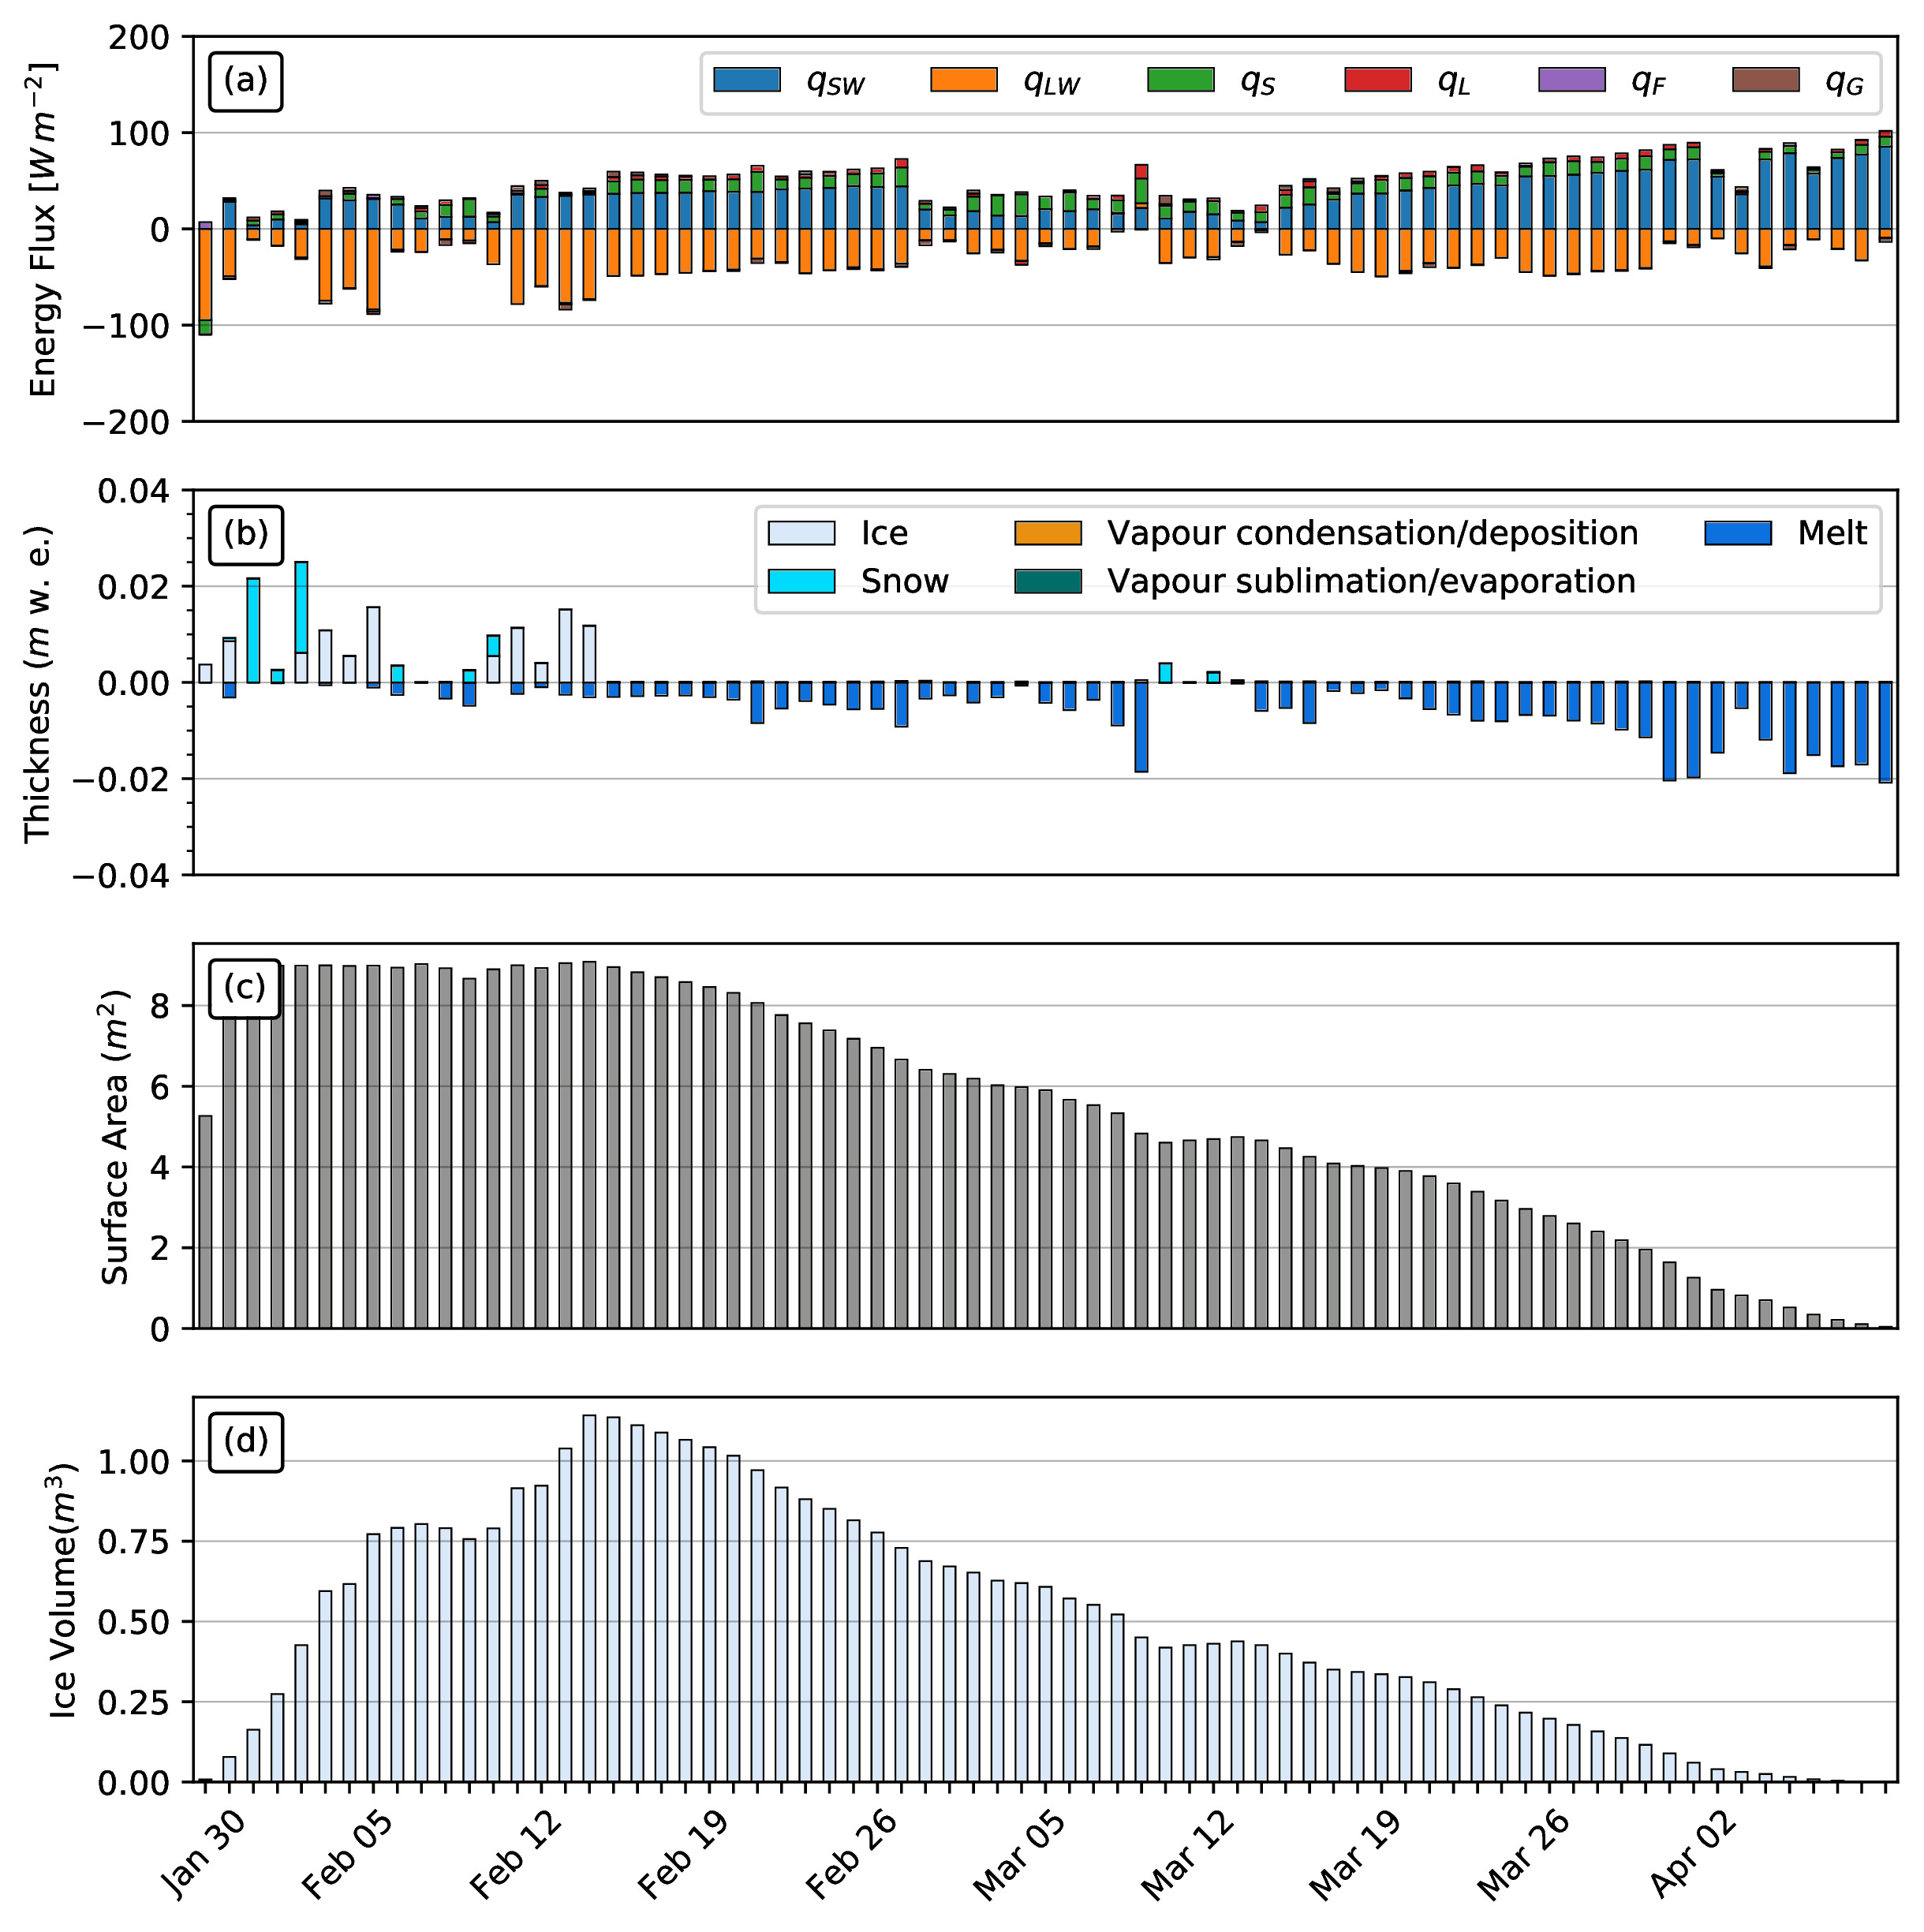 (a)
q_SW q_LW q_S q_L q_F q_G
Energy Flux [W m^−2]
200
100
0
−100
−200
(b)
Ice Vapour condensation/deposition Melt
Snow Vapour sublimation/evaporation
Thickness (m w. e.)
0.04
0.02
0.00
−0.02
−0.04
(c)
Surface Area (m^2)
8
6
4
2
0
(d)
Ice Volume(m^3)
1.00
0.75
0.50
0.25
0.00
Jan 30 Feb 05 Feb 12 Feb 19 Feb 26 Mar 05 Mar 12 Mar 19 Mar 26 Apr 02